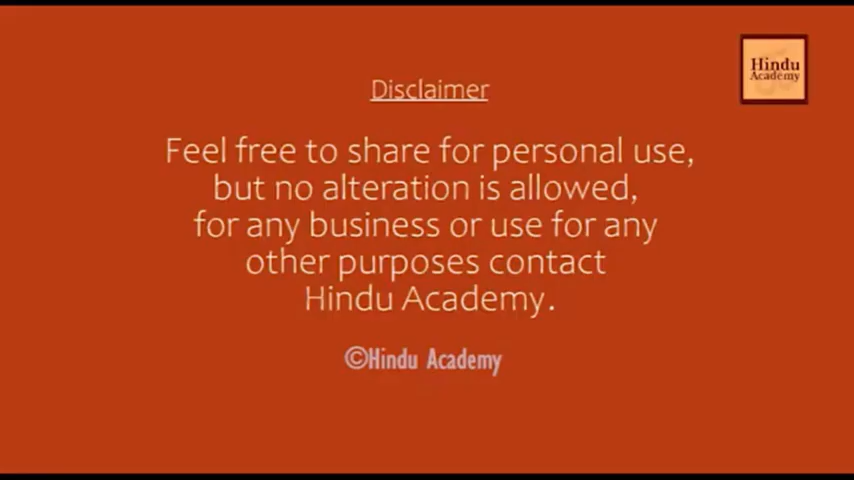 Hindu
Academy
Disclaimer
Feel free to share for personal use,
but no alteration is allowed,
for any business or use for any
other purposes contact
Hindu Academy.
©Hindu Academy